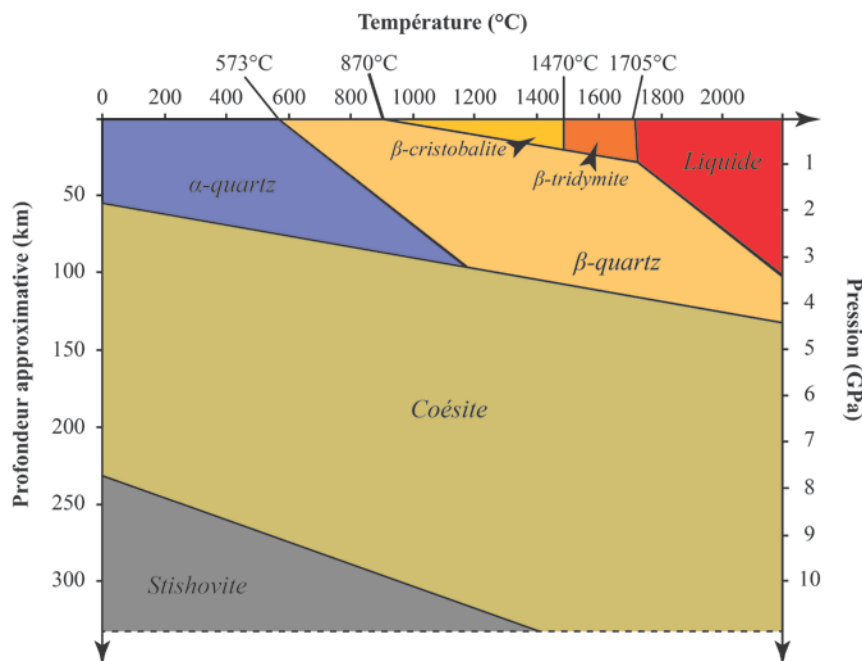 Température (°C)
573°C 870°C 1470°C 1705°C
0 200 400 600 800 1000 1200 1400 1600 1800 2000
β-cristobalite
β-tridymite
Liquide
α-quartz
β-quartz
Coésite
Stishovite
Profondeur approximative (km)
50
100
150
200
250
300
Pression (GPa)
1
2
3
4
5
6
7
8
9
10